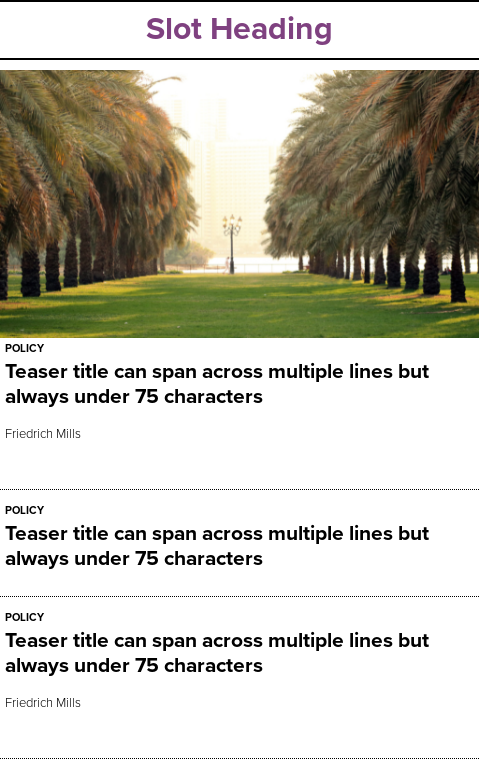 Slot Heading
POLICY
Teaser title can span across multiple lines but
always under 75 characters
Friedrich Mills
POLICY
Teaser title can span across multiple lines but
always under 75 characters
POLICY
Teaser title can span across multiple lines but
always under 75 characters
Friedrich Mills